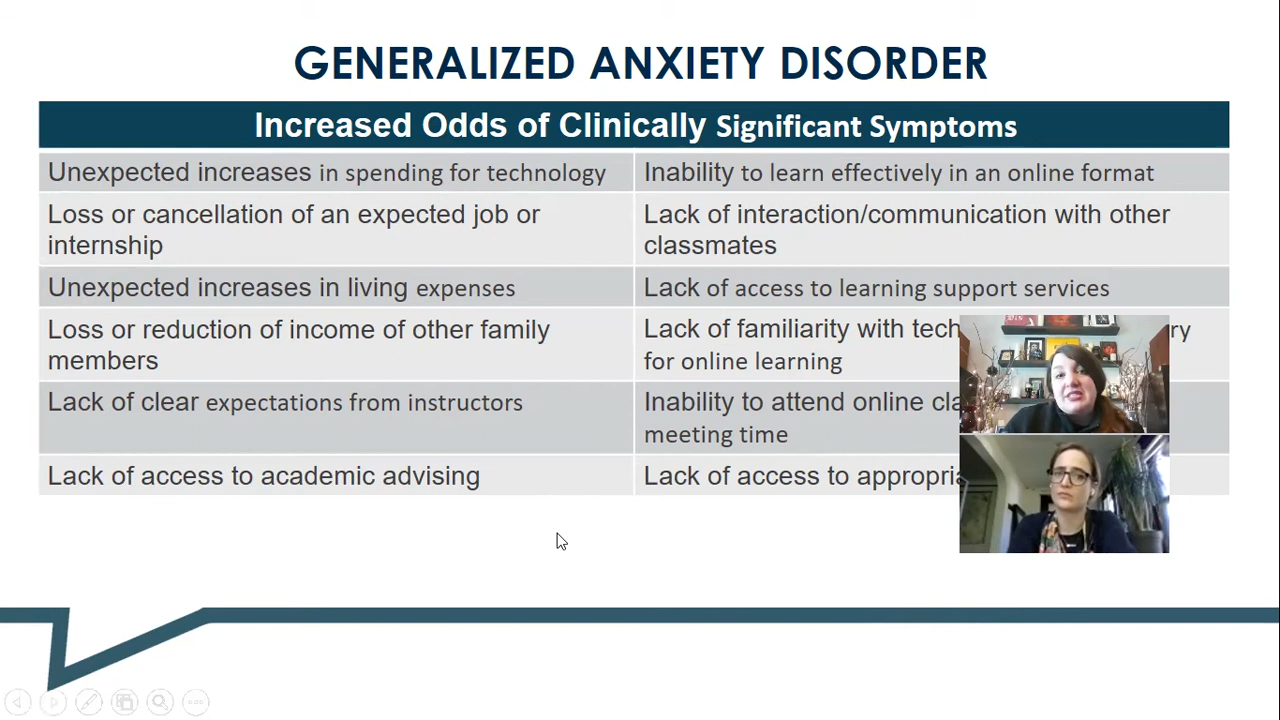 GENERALIZED ANXIETY DISORDER
Increased Odds of Clinically Significant Symptoms
Unexpected increases in spending for technology
Inability to learn effectively in an online format
Loss or cancellation of an expected job or
internship
Lack of interaction/communication with other
classmates
Unexpected increases in living expenses
Lack of access to learning support services
Loss or reduction of income of other family
members
Lack of familiarity with
for online learning
Lack of clear expectations from instructors
Inability to attend online
meeting time
Lack of access to academic advising
Lack of access to